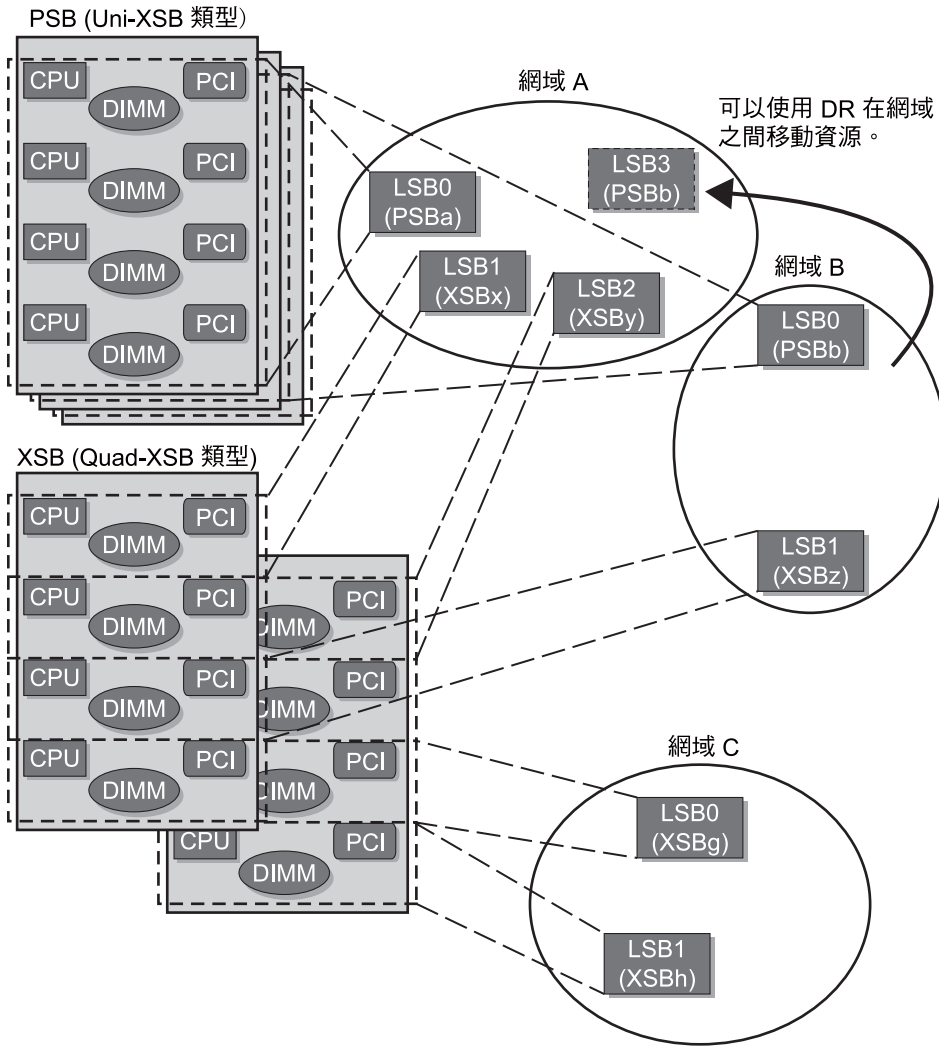 PSB (Uni-XSB 類型)
CPU
PCI
DIMM
CPU
PCI
DIMM
CPU
PCI
DIMM
CPU
PCI
DIMM
網域 A
LSB0
(PSBa)
LSB1
(XSBx)
LSB2
(XSBy)
LSB3
(PSBb)
可以使用 DR 在網域
之間移動資源。
網域 B
LSB0
(PSBb)
LSB1
(XSBz)
XSB (Quad-XSB 類型)
CPU
PCI
DIMM
CPU
PCI
DIMM
CPU
PCI
DIMM
CPU
PCI
DIMM
PCI
DIMM
PCI
DIMM
PCI
DIMM
CPU
PCI
DIMM
網域 C
LSB0
(XSBg)
LSB1
(XSBh)